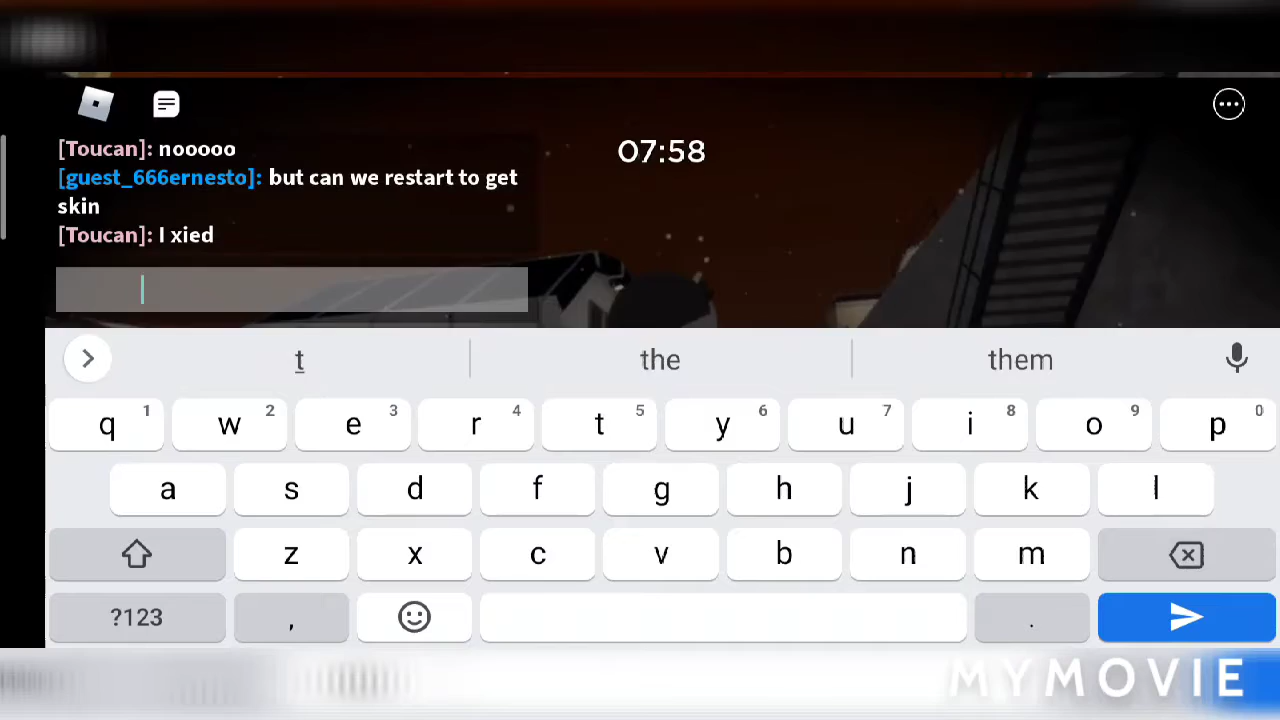 [Toucan]: nooooo
07:58
[guest_666ernesto]: but can we restart to get
skin
[Toucan]: I xied
t the them
q 1 w 2 e 3 r 4 t 5 y 6 u 7 i 8 o 9 p 0
a s d f g h j k l
z x c v b n m
?123 , .
MYMOVIE